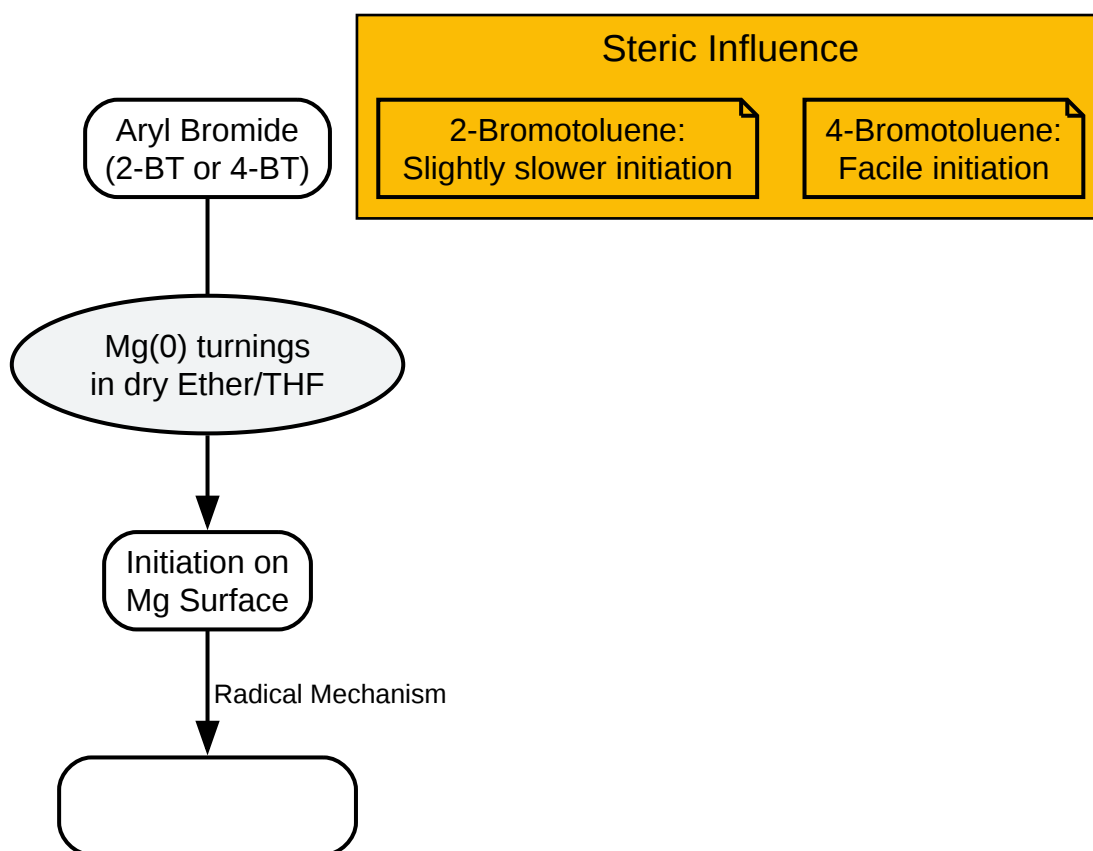 Steric Influence
Aryl Bromide
(2-BT or 4-BT)
2-Bromotoluene:
Slightly slower initiation
4-Bromotoluene:
Facile initiation
Mg(0) turnings
in dry Ether/THF
Initiation on
Mg Surface
Radical Mechanism